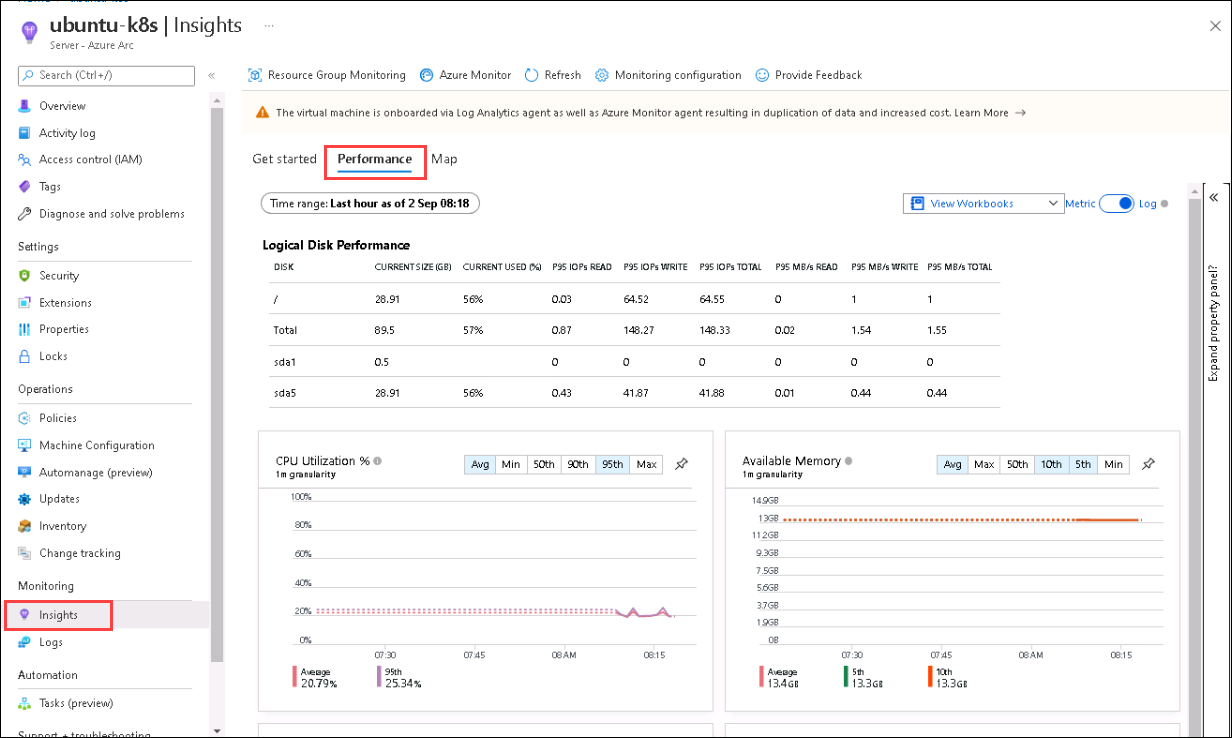 ubuntu-k8s | Insights ...
Server - Azure Arc
Search (Ctrl+/)
«
Overview
Activity log
Access control (IAM)
Tags
Diagnose and solve problems
Settings
Security
Extensions
Properties
Locks
Operations
Policies
Machine Configuration
Automanage (preview)
Updates
Inventory
Change tracking
Monitoring
Insights
Logs
Automation
Tasks (preview)
Support + troubleshooting
Resource Group Monitoring Azure Monitor Refresh Monitoring configuration Provide Feedback
The virtual machine is onboarded via Log Analytics agent as well as Azure Monitor agent resulting in duplication of data and increased cost. Learn More →
Get started Performance Map
Time range: Last hour as of 2 Sep 08:18
View Workbooks
Metric Log
Logical Disk Performance
DISK CURRENT SIZE (GB) CURRENT USED (%) P95 IOPs READ P95 IOPs WRITE P95 IOPs TOTAL P95 MB/s READ P95 MB/s WRITE P95 MB/s TOTAL
/ 28.91 56% 0.03 64.52 64.55 0 1 1
Total 89.5 57% 0.87 148.27 148.33 0.02 1.54 1.55
sda1 0.5 0 0 0 0 0 0
sda5 28.91 56% 0.43 41.87 41.88 0.01 0.44 0.44
CPU Utilization %
1m granularity
Avg Min 50th 90th 95th Max
100%
80%
60%
40%
20%
0%
07:30 07:45 08 AM 08:15
Average
20.79%
95th
25.34%
Available Memory
1m granularity
Avg Max 50th 10th 5th Min
14.9GB
13GB
11.2GB
9.3GB
7.5GB
5.6GB
3.7GB
1.9GB
0B
07:30 07:45 08 AM 08:15
Average
13.4GB
5th
13.3GB
10th
13.3GB
«
Expand property panel?